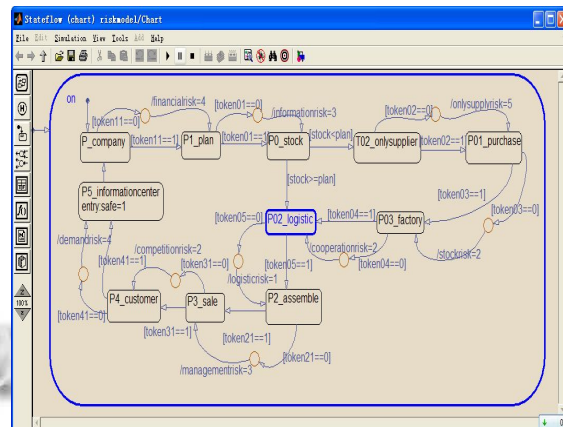 Stateflow (chart) riskmodel/Chart
File Edit Simulation View Tools Add Help
on
/financialrisk=4
[token11==0]
[token11==1]
P_company
P1_plan
/informationrisk=3
[token01==0]
[token01==1]
P0_stock
[stock<plan]
T02_onlysupplier
/onlysupplyrisk=5
[token02==0]
[token02==1]
P01_purchase
[stock>=plan]
[token03==1]
[token03==0]
P5_informationcenter
entry:safe=1
P02_logistic
[token05==0]
[token04==1]
P03_factory
/stockrisk=2
/cooperationrisk=2
[token04==0]
/demandrisk=4
/competitionrisk=2
[token41==1]
[token31==0]
/logisticrisk=1
[token05==1]
P4_customer
P3_sale
P2_assemble
[token41==0]
[token31==1]
[token21==1]
[token21==0]
/managementrisk=3
100%
0